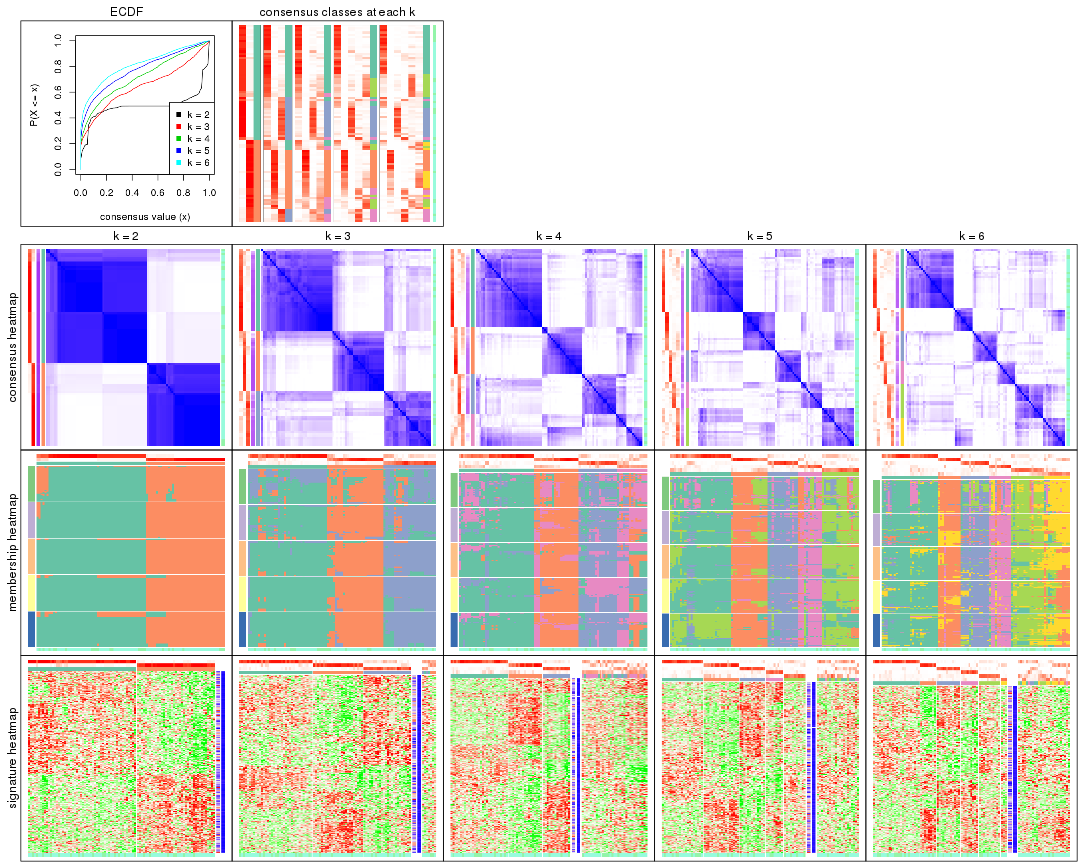 ECDF
consensus classes at each k
P(X <= x)
0.0 0.2 0.4 0.6 0.8 1.0
k = 2
k = 3
k = 4
k = 5
k = 6
0.0 0.2 0.4 0.6 0.8 1.0
consensus value (x)
k = 2
k = 3
k = 4
k = 5
k = 6
consensus heatmap
membership heatmap
signature heatmap